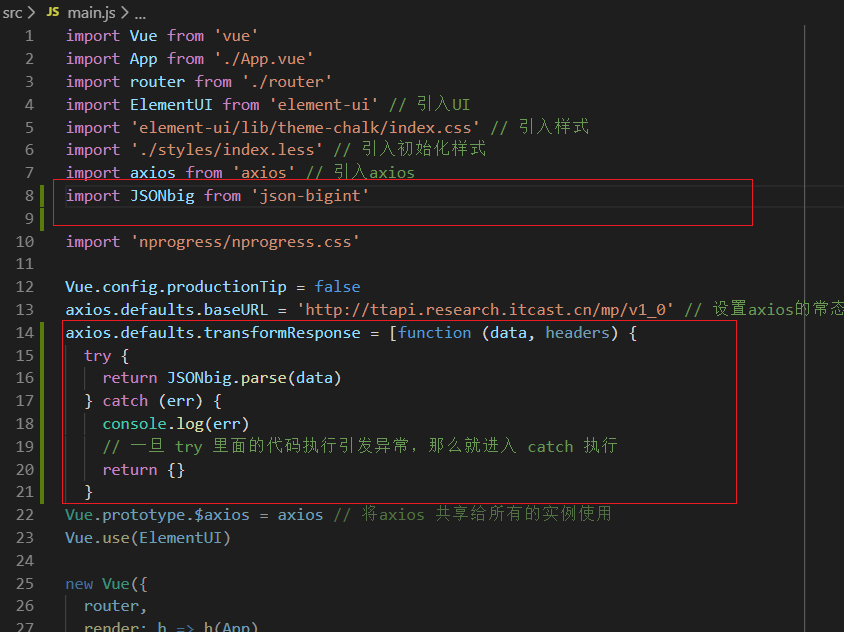 src > JS main.js > ...
1 import Vue from 'vue'
2 import App from './App.vue'
3 import router from './router'
4 import ElementUI from 'element-ui' // 引入UI
5 import 'element-ui/lib/theme-chalk/index.css' // 引入样式
6 import './styles/index.less' // 引入初始化样式
7 import axios from 'axios' // 引入axios
8 import JSONbig from 'json-bigint'
9
10 import 'nprogress/nprogress.css'
11
12 Vue.config.productionTip = false
13 axios.defaults.baseURL = 'http://ttapi.research.itcast.cn/mp/v1_0' // 设置axios的常态
14 axios.defaults.transformResponse = [function (data, headers) {
15 try {
16 return JSONbig.parse(data)
17 } catch (err) {
18 console.log(err)
19 // 一旦 try 里面的代码执行引发异常，那么就进入 catch 执行
20 return {}
21 }
22 Vue.prototype.$axios = axios // 将axios 共享给所有的实例使用
23 Vue.use(ElementUI)
24
25 new Vue({
26 router,
27 render: h => h(App)